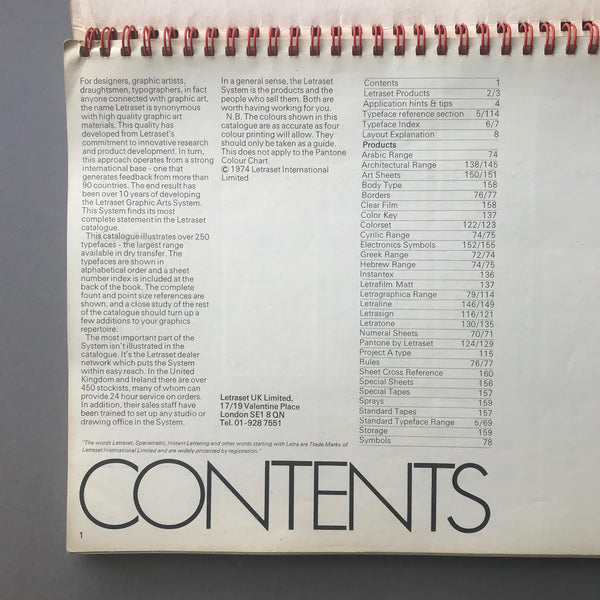 For designers, graphic artists,
draughtsmen, typographers, in fact
anyone connected with graphic art,
the name Letraset is synonymous
with high quality graphic art
materials. This quality has
developed from Letraset's
commitment to innovative research
and product development. In turn,
this approach operates from a strong
international base - one that
generates feedback from more than
90 countries. The end result has
been over 10 years of developing
the Letraset Graphic Arts System.
This System finds its most
complete statement in the Letraset
catalogue.
This catalogue illustrates over 250
typefaces - the largest range
available in dry transfer. The
typefaces are shown in
alphabetical order and a sheet
number index is included at the
back of the book. The complete
fount and point size references are
shown, and a close study of the rest
of the catalogue should turn up a
few additions to your graphics
repertoire.
The most important part of the
System isn't illustrated in the
catalogue. It's the Letraset dealer
network which puts the System
within easy reach. In the United
Kingdom and Ireland there are over
450 stockists, many of whom can
provide 24 hour service on orders.
In addition, their sales staff have
been trained to set up any studio or
drawing office in the System.
In a general sense, the Letraset
System is the products and the
people who sell them. Both are
worth having working for you.
N.B. The colours shown in this
catalogue are as accurate as four
colour printing will allow. They
should only be taken as a guide.
This does not apply to the Pantone
Colour Chart.
© 1974 Letraset International
Limited
Letraset UK Limited,
17/19 Valentine Place
London SE1 8QN
Tel. 01-928 7551
Contents 1
Letraset Products 2/3
Application hints & tips 4
Typeface reference section 5/114
Typeface Index 6/7
Layout Explanation 8
Products
Arabic Range 74
Architectural Range 138/145
Art Sheets 150/151
Body Type 158
Borders 76/77
Clear Film 158
Color Key 137
Colorset 122/123
Cyrilic Range 74/75
Electronics Symbols 152/155
Greek Range 72/74
Hebrew Range 74/75
Instantex 136
Letrafilm Matt 137
Letragraphica Range 79/114
Letraline 146/149
Letrasign 116/121
Letratone 130/135
Numeral Sheets 70/71
Pantone by Letraset 124/129
Project A type 115
Rules 76/77
Sheet Cross Reference 160
Special Sheets 156
Special Tapes 157
Sprays 159
Standard Tapes 157
Standard Typeface Range 5/69
Storage 159
Symbols 78
"The words Letraset, Spacematic, Instant Lettering and other words starting with Letra are Trade Marks of
Letraset International Limited and are widely protected by registration."
CONTENTS
1